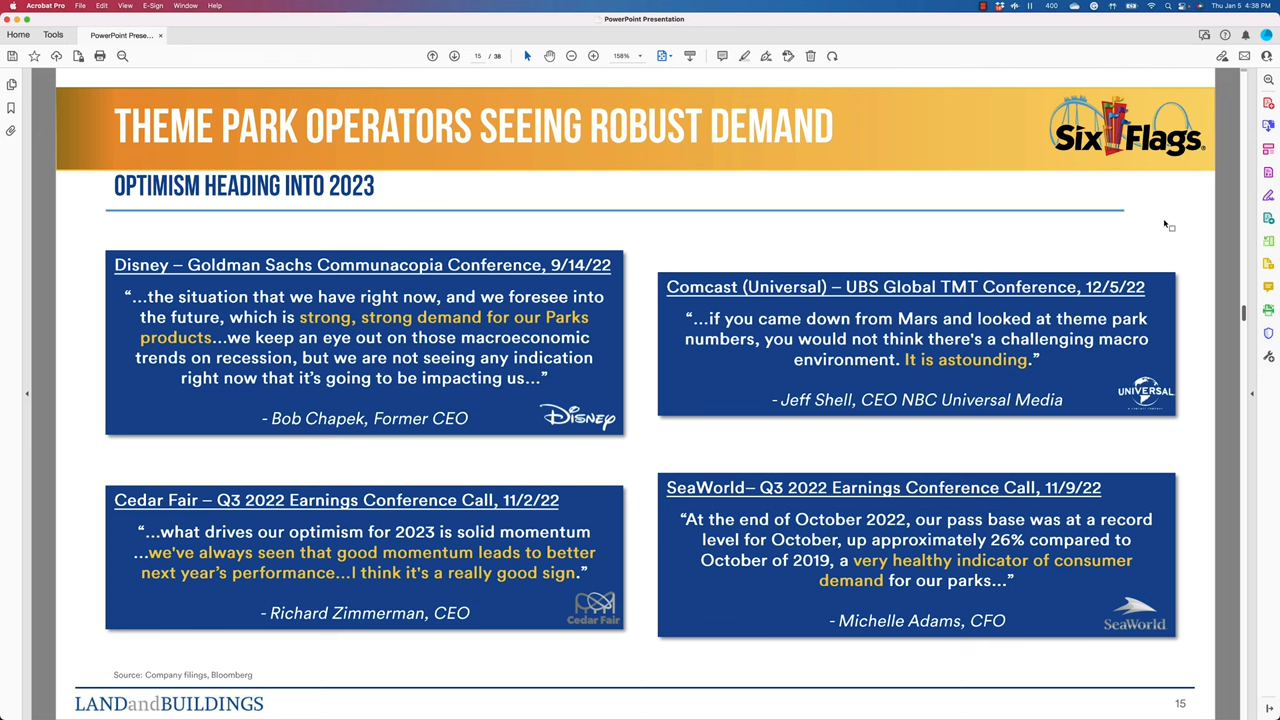 Acrobat Pro File Edit View E-Sign Window Help
400
Thu Jan 5 4:38 PM
PowerPoint Presentation
Home Tools PowerPoint Prese... ×
15 / 38
158%
THEME PARK OPERATORS SEEING ROBUST DEMAND
Six Flags
OPTIMISM HEADING INTO 2023
Disney – Goldman Sachs Communacopia Conference, 9/14/22
“...the situation that we have right now, and we foresee into
the future, which is strong, strong demand for our Parks
products...we keep an eye out on those macroeconomic
trends on recession, but we are not seeing any indication
right now that it’s going to be impacting us...”
- Bob Chapek, Former CEO
Disney
Comcast (Universal) – UBS Global TMT Conference, 12/5/22
“...if you came down from Mars and looked at theme park
numbers, you would not think there's a challenging macro
environment. It is astounding.”
- Jeff Shell, CEO NBC Universal Media
UNIVERSAL
Cedar Fair – Q3 2022 Earnings Conference Call, 11/2/22
“...what drives our optimism for 2023 is solid momentum
...we've always seen that good momentum leads to better
next year’s performance...I think it's a really good sign.”
- Richard Zimmerman, CEO
Cedar Fair
SeaWorld– Q3 2022 Earnings Conference Call, 11/9/22
“At the end of October 2022, our pass base was at a record
level for October, up approximately 26% compared to
October of 2019, a very healthy indicator of consumer
demand for our parks...”
- Michelle Adams, CFO
SeaWorld
Source: Company filings, Bloomberg
LANDandBUILDINGS
15